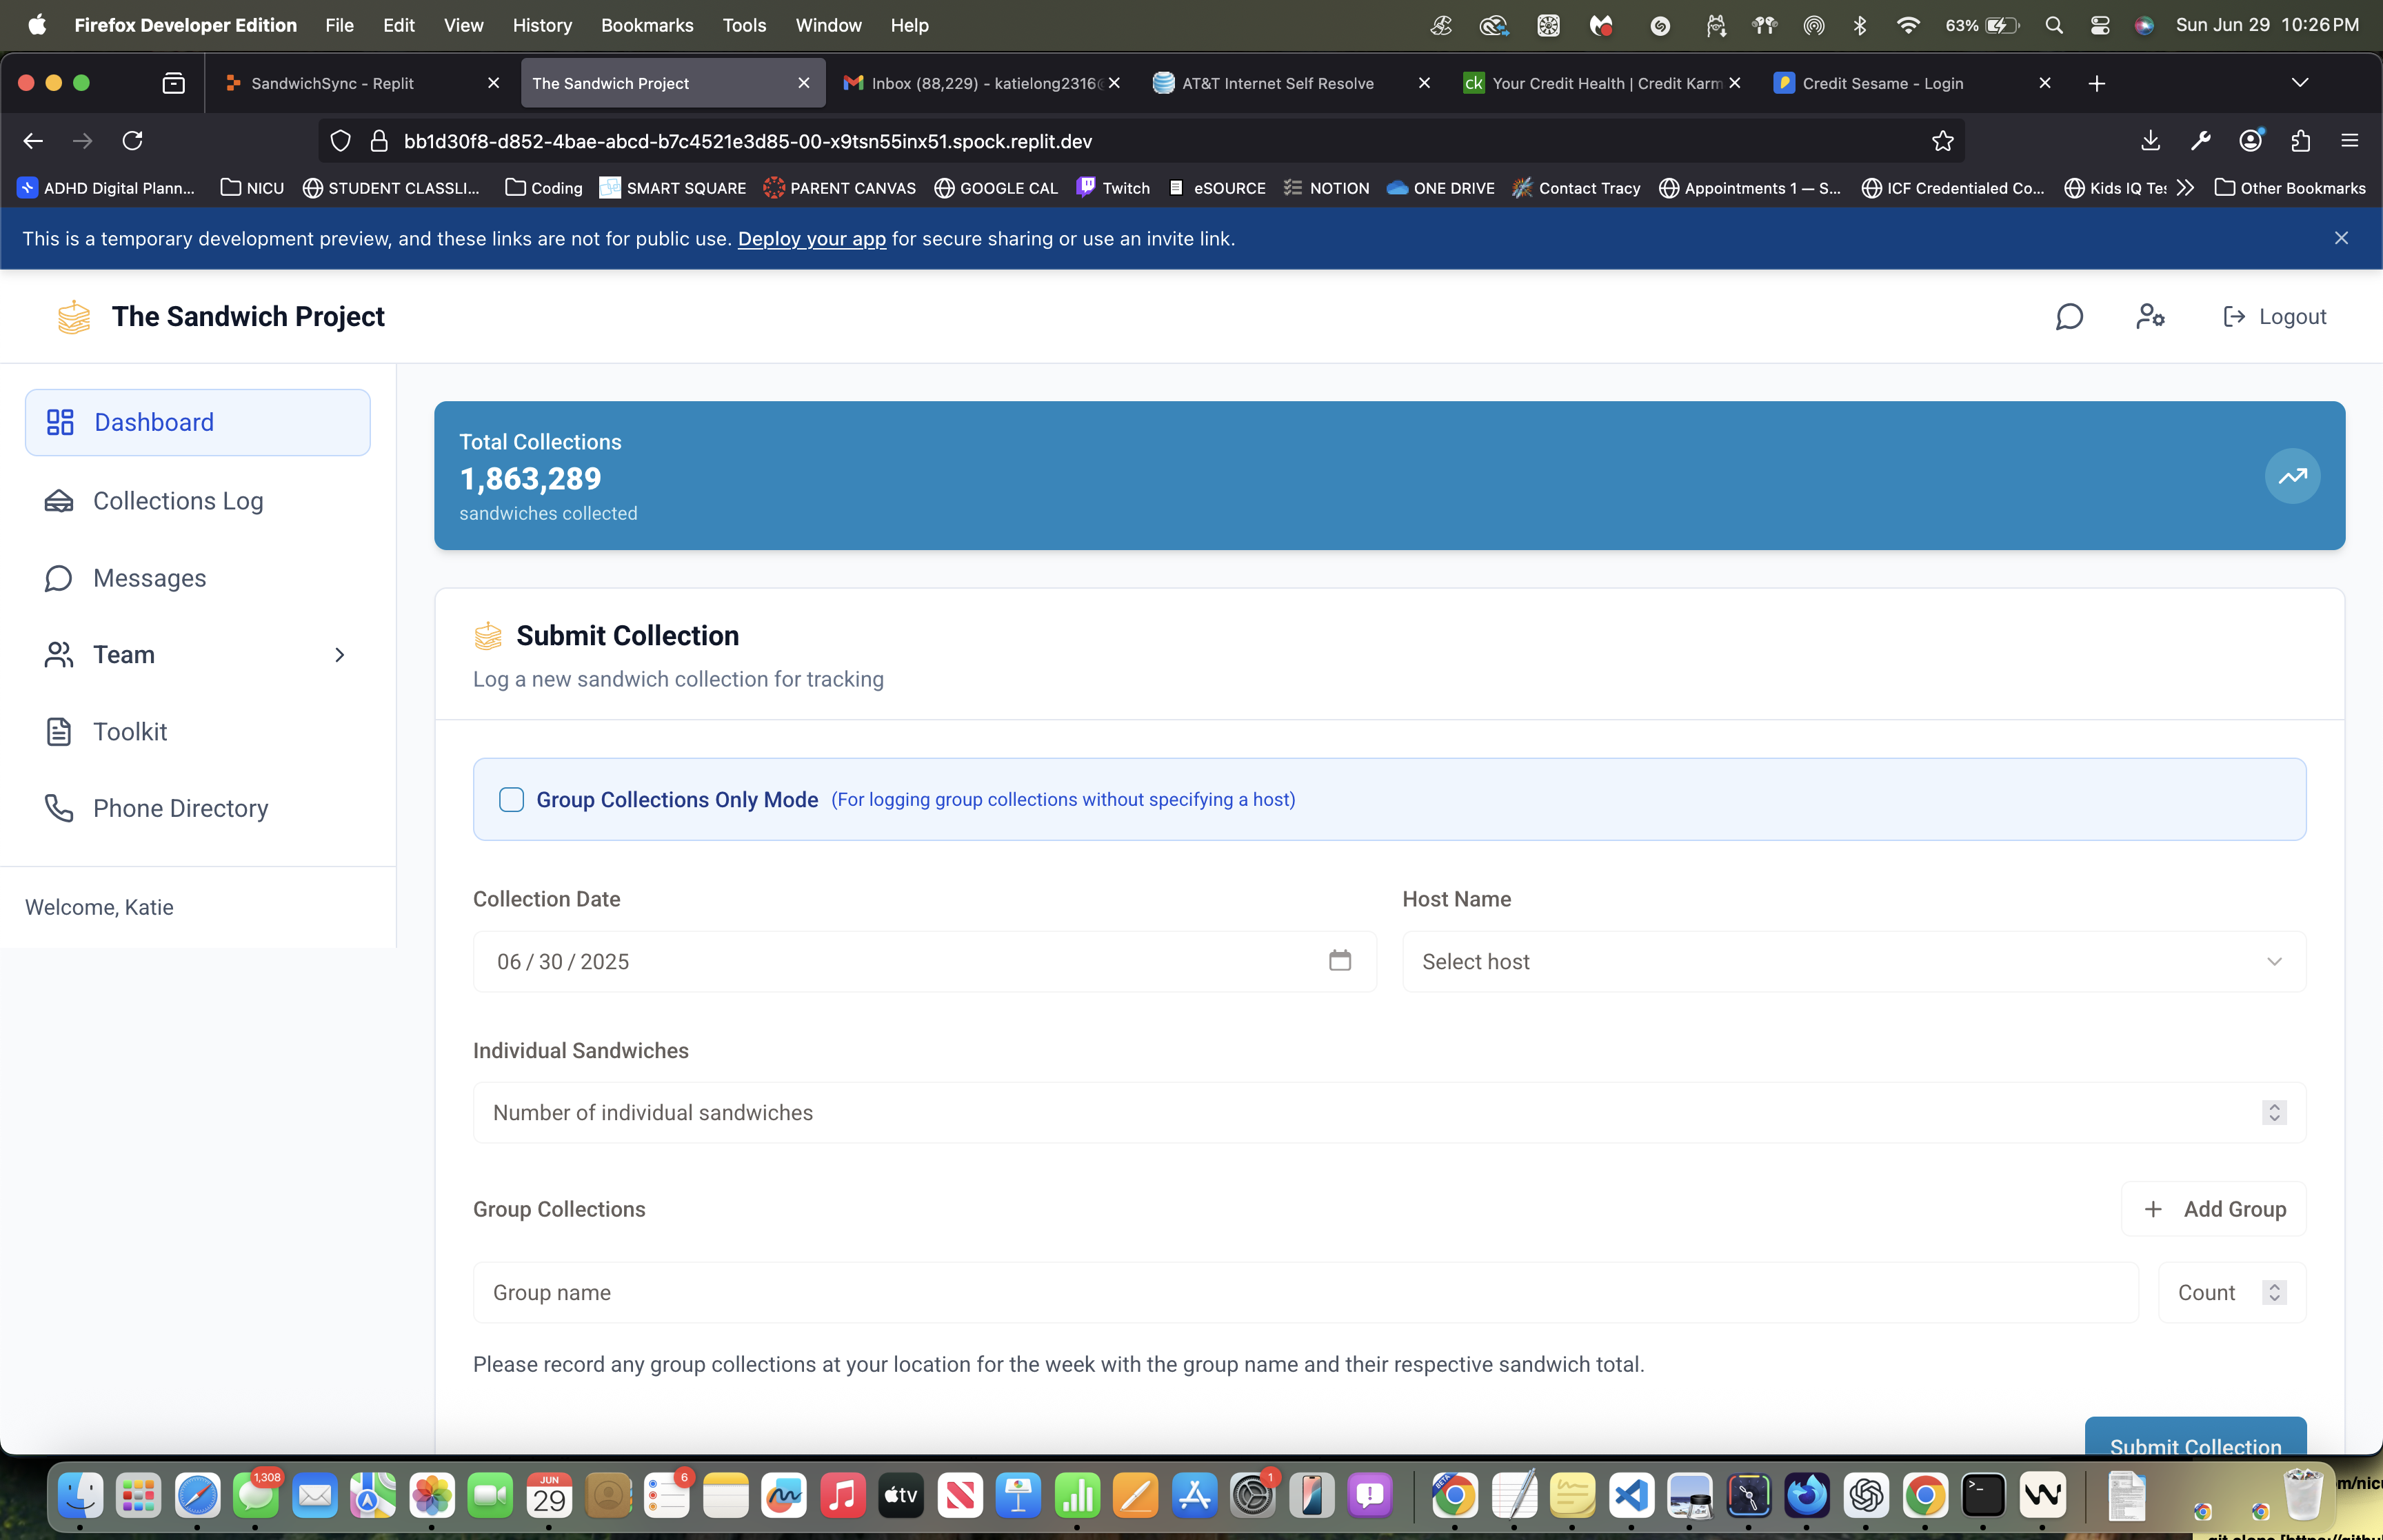 Firefox Developer Edition File Edit View History Bookmarks Tools Window Help 63% Sun Jun 29 10:26 PM
SandwichSync - Replit The Sandwich Project Inbox (88,229) - katielong2316@ AT&T Internet Self Resolve ck Your Credit Health | Credit Karm Credit Sesame - Login
bb1d30f8-d852-4bae-abcd-b7c4521e3d85-00-x9tsn55inx51.spock.replit.dev
ADHD Digital Plann... NICU STUDENT CLASSLI... Coding SMART SQUARE PARENT CANVAS GOOGLE CAL Twitch eSOURCE NOTION ONE DRIVE Contact Tracy Appointments 1 — S... ICF Credentialed Co... Kids IQ Tes Other Bookmarks
This is a temporary development preview, and these links are not for public use. Deploy your app for secure sharing or use an invite link.
The Sandwich Project
Logout
Dashboard
Collections Log
Messages
Team
Toolkit
Phone Directory
Welcome, Katie
Total Collections
1,863,289
sandwiches collected
Submit Collection
Log a new sandwich collection for tracking
Group Collections Only Mode (For logging group collections without specifying a host)
Collection Date
Host Name
06 / 30 / 2025
Select host
Individual Sandwiches
Number of individual sandwiches
Group Collections
+ Add Group
Group name
Count
Please record any group collections at your location for the week with the group name and their respective sandwich total.
Submit Collection
1,308
JUN
29
6
tv
1
BETA
m/nicu